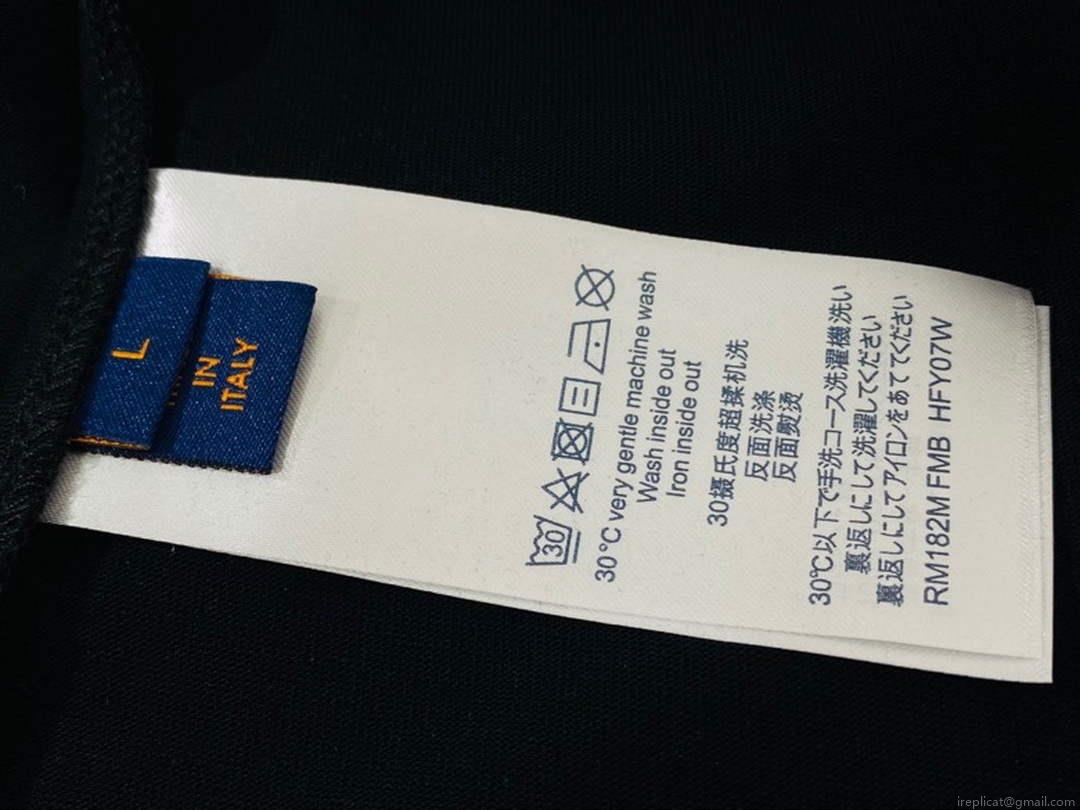 L
IN
ITALY
30
30°C very gentle machine wash
Wash inside out
Iron inside out
30摄氏度超揉机洗
反面洗涤
反面熨烫
30℃以下で手洗コース洗濯機洗い
裏返しにして洗濯してください
裏返しにしてアイロンをあててください
RM182M FMB HFY07W
ireplicat@gmail.com